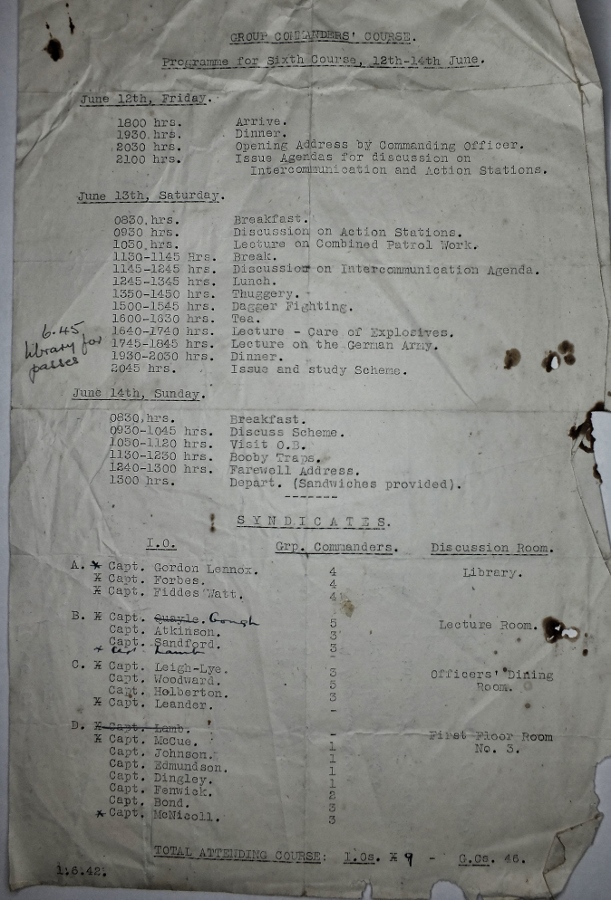 GROUP COMMANDERS' COURSE.
Programme for Sixth Course, 12th-14th June.
June 12th, Friday.
1800 hrs. Arrive.
1930 hrs. Dinner.
2030 hrs. Opening Address by Commanding Officer.
2100 hrs. Issue Agendas for discussion on
Intercommunication and Action Stations.
June 13th, Saturday.
0830 hrs. Breakfast.
0930 hrs. Discussion on Action Stations.
1030 hrs. Lecture on Combined Patrol Work.
1130-1145 Hrs. Break.
1145-1245 hrs. Discussion on Intercommunication Agenda.
1245-1345 hrs. Lunch.
1350-1450 hrs. Thuggery.
1500-1545 hrs. Dagger Fighting.
1600-1630 hrs. Tea.
1640-1740 hrs. Lecture - Care of Explosives.
1745-1845 hrs. Lecture on the German Army.
1930-2030 hrs. Dinner.
2045 hrs. Issue and study Scheme.
6.45
library for
passes
June 14th, Sunday.
0830 hrs. Breakfast.
0930-1045 hrs. Discuss Scheme.
1050-1120 hrs. Visit O.B.
1130-1230 hrs. Booby Traps.
1240-1300 hrs. Farewell Address.
1300 hrs. Depart. (Sandwiches provided).
-------
SYNDICATES.
I.O. Grp. Commanders. Discussion Room.
A. X Capt. Gordon Lennox. 4 Library.
X Capt. Forbes. 4
X Capt. Fiddes Watt. 4
B. X Capt. Quayle. Gough 5 Lecture Room.
Capt. Atkinson. 3
Capt. Sandford. 3
X Capt Lamb -
C. X Capt. Leigh-Lye. 3 Officers' Dining
Capt. Woodward. 5 Room.
Capt. Holberton. 3
X Capt. Leander. -
D. X Capt. Lamb. - First Floor Room
X Capt. McCue. 1 No. 3.
Capt. Johnson. 1
Capt. Edmundson. 1
Capt. Dingley. 1
Capt. Fenwick. 2
Capt. Bond. 3
X Capt. McNicoll. 3
TOTAL ATTENDING COURSE: I.Os. X 9 - G.Cs. 46.
1.6.42.